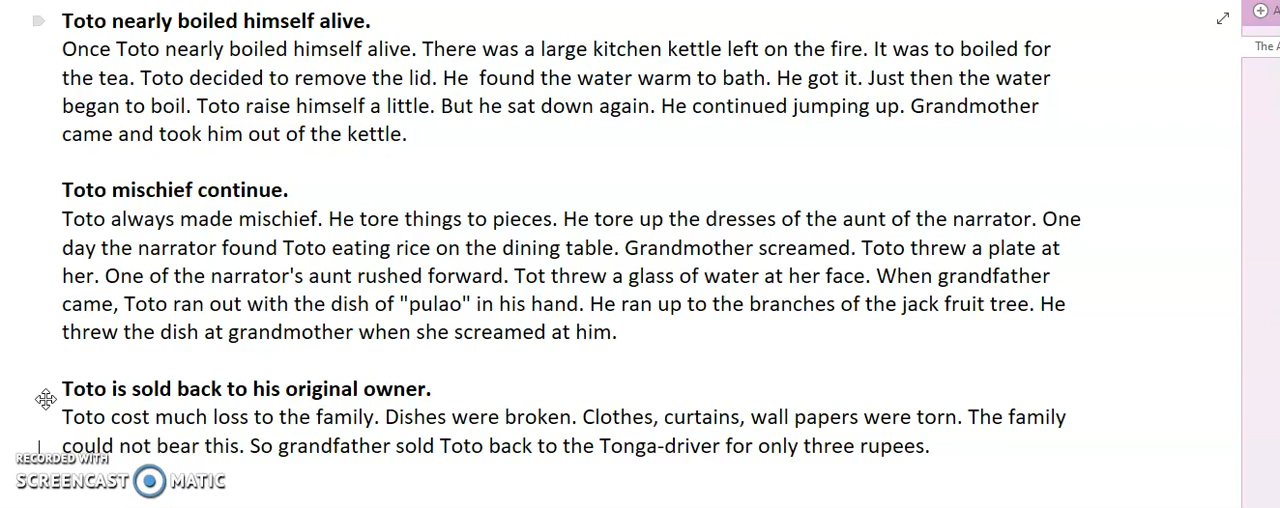 Toto nearly boiled himself alive.
Once Toto nearly boiled himself alive. There was a large kitchen kettle left on the fire. It was to boiled for
the tea. Toto decided to remove the lid. He found the water warm to bath. He got it. Just then the water
began to boil. Toto raise himself a little. But he sat down again. He continued jumping up. Grandmother
came and took him out of the kettle.
Toto mischief continue.
Toto always made mischief. He tore things to pieces. He tore up the dresses of the aunt of the narrator. One
day the narrator found Toto eating rice on the dining table. Grandmother screamed. Toto threw a plate at
her. One of the narrator's aunt rushed forward. Tot threw a glass of water at her face. When grandfather
came, Toto ran out with the dish of "pulao" in his hand. He ran up to the branches of the jack fruit tree. He
threw the dish at grandmother when she screamed at him.
Toto is sold back to his original owner.
Toto cost much loss to the family. Dishes were broken. Clothes, curtains, wall papers were torn. The family
could not bear this. So grandfather sold Toto back to the Tonga-driver for only three rupees.
RECORDED WITH
SCREENCAST MATIC
The A